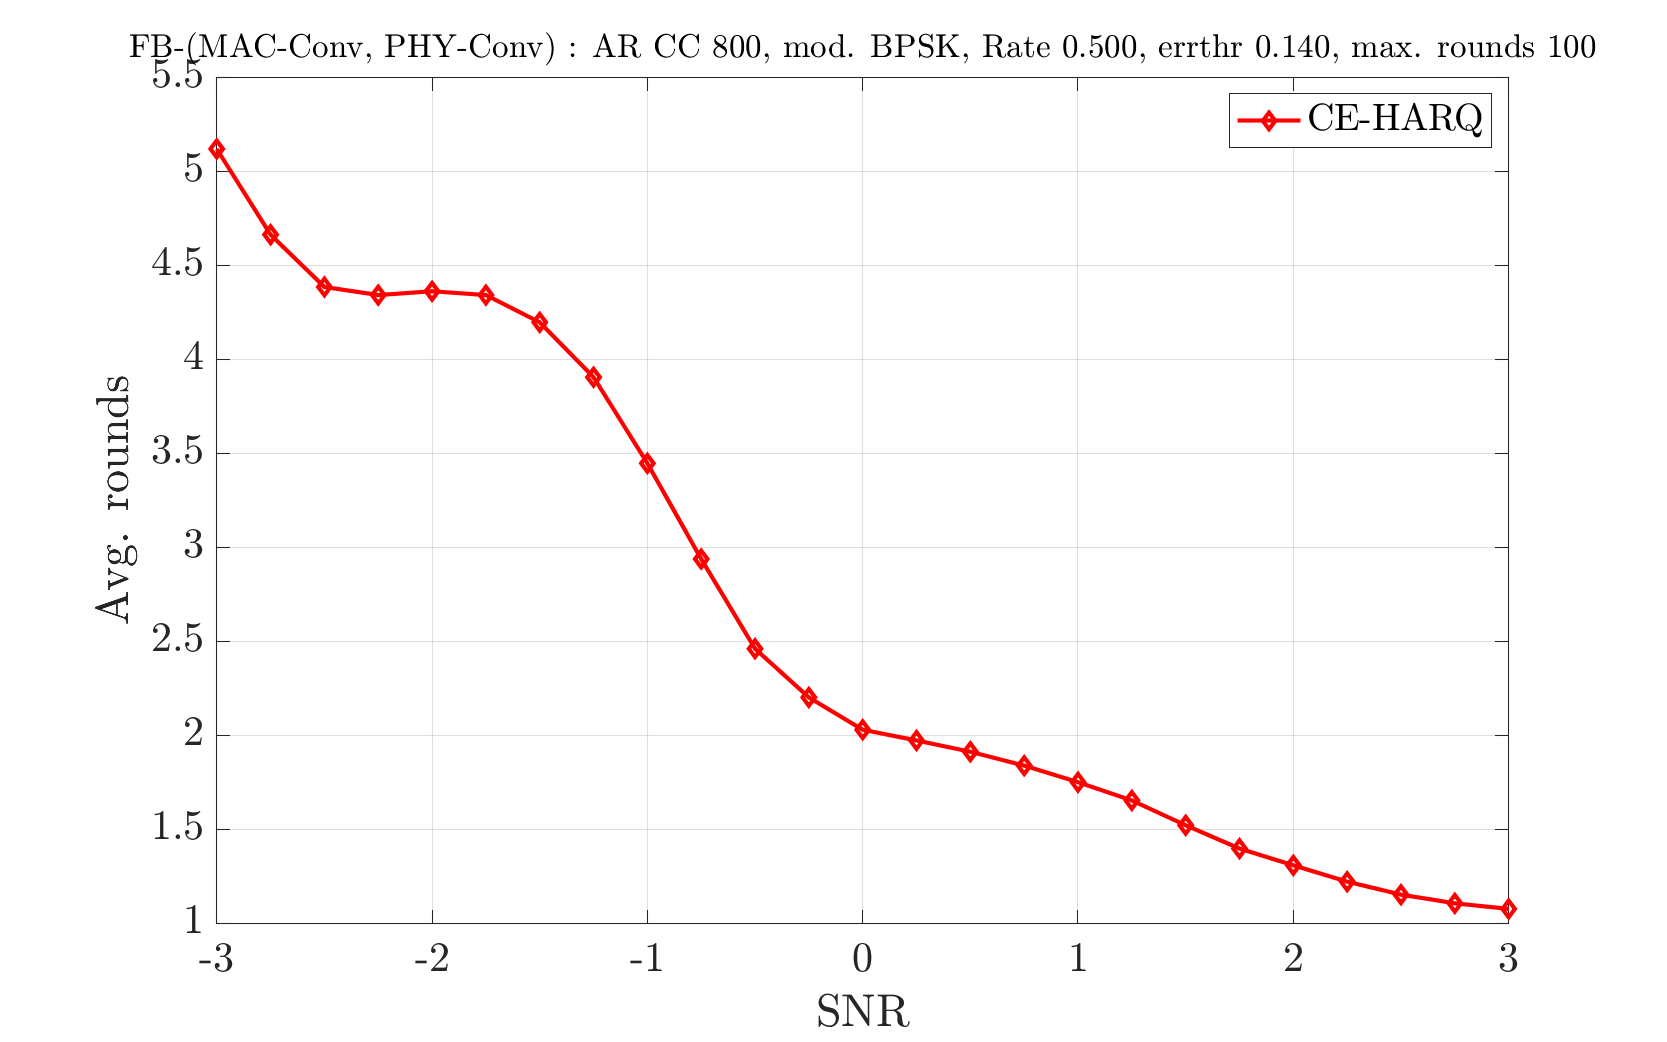 FB-(MAC-Conv, PHY-Conv) : AR CC 800, mod. BPSK, Rate 0.500, errthr 0.140, max. rounds 100
CE-HARQ
5.5
5
4.5
4
3.5
3
2.5
2
1.5
1
Avg. rounds
-3 -2 -1 0 1 2 3
SNR